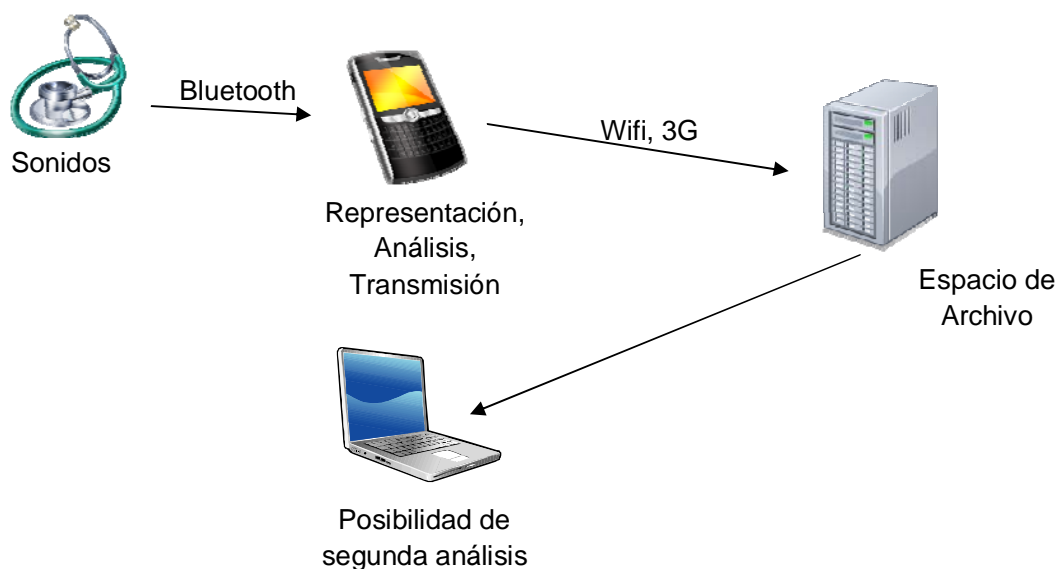 Bluetooth
Sonidos
Wifi, 3G
Representación,
Análisis,
Transmisión
Espacio de
Archivo
Posibilidad de
segunda análisis